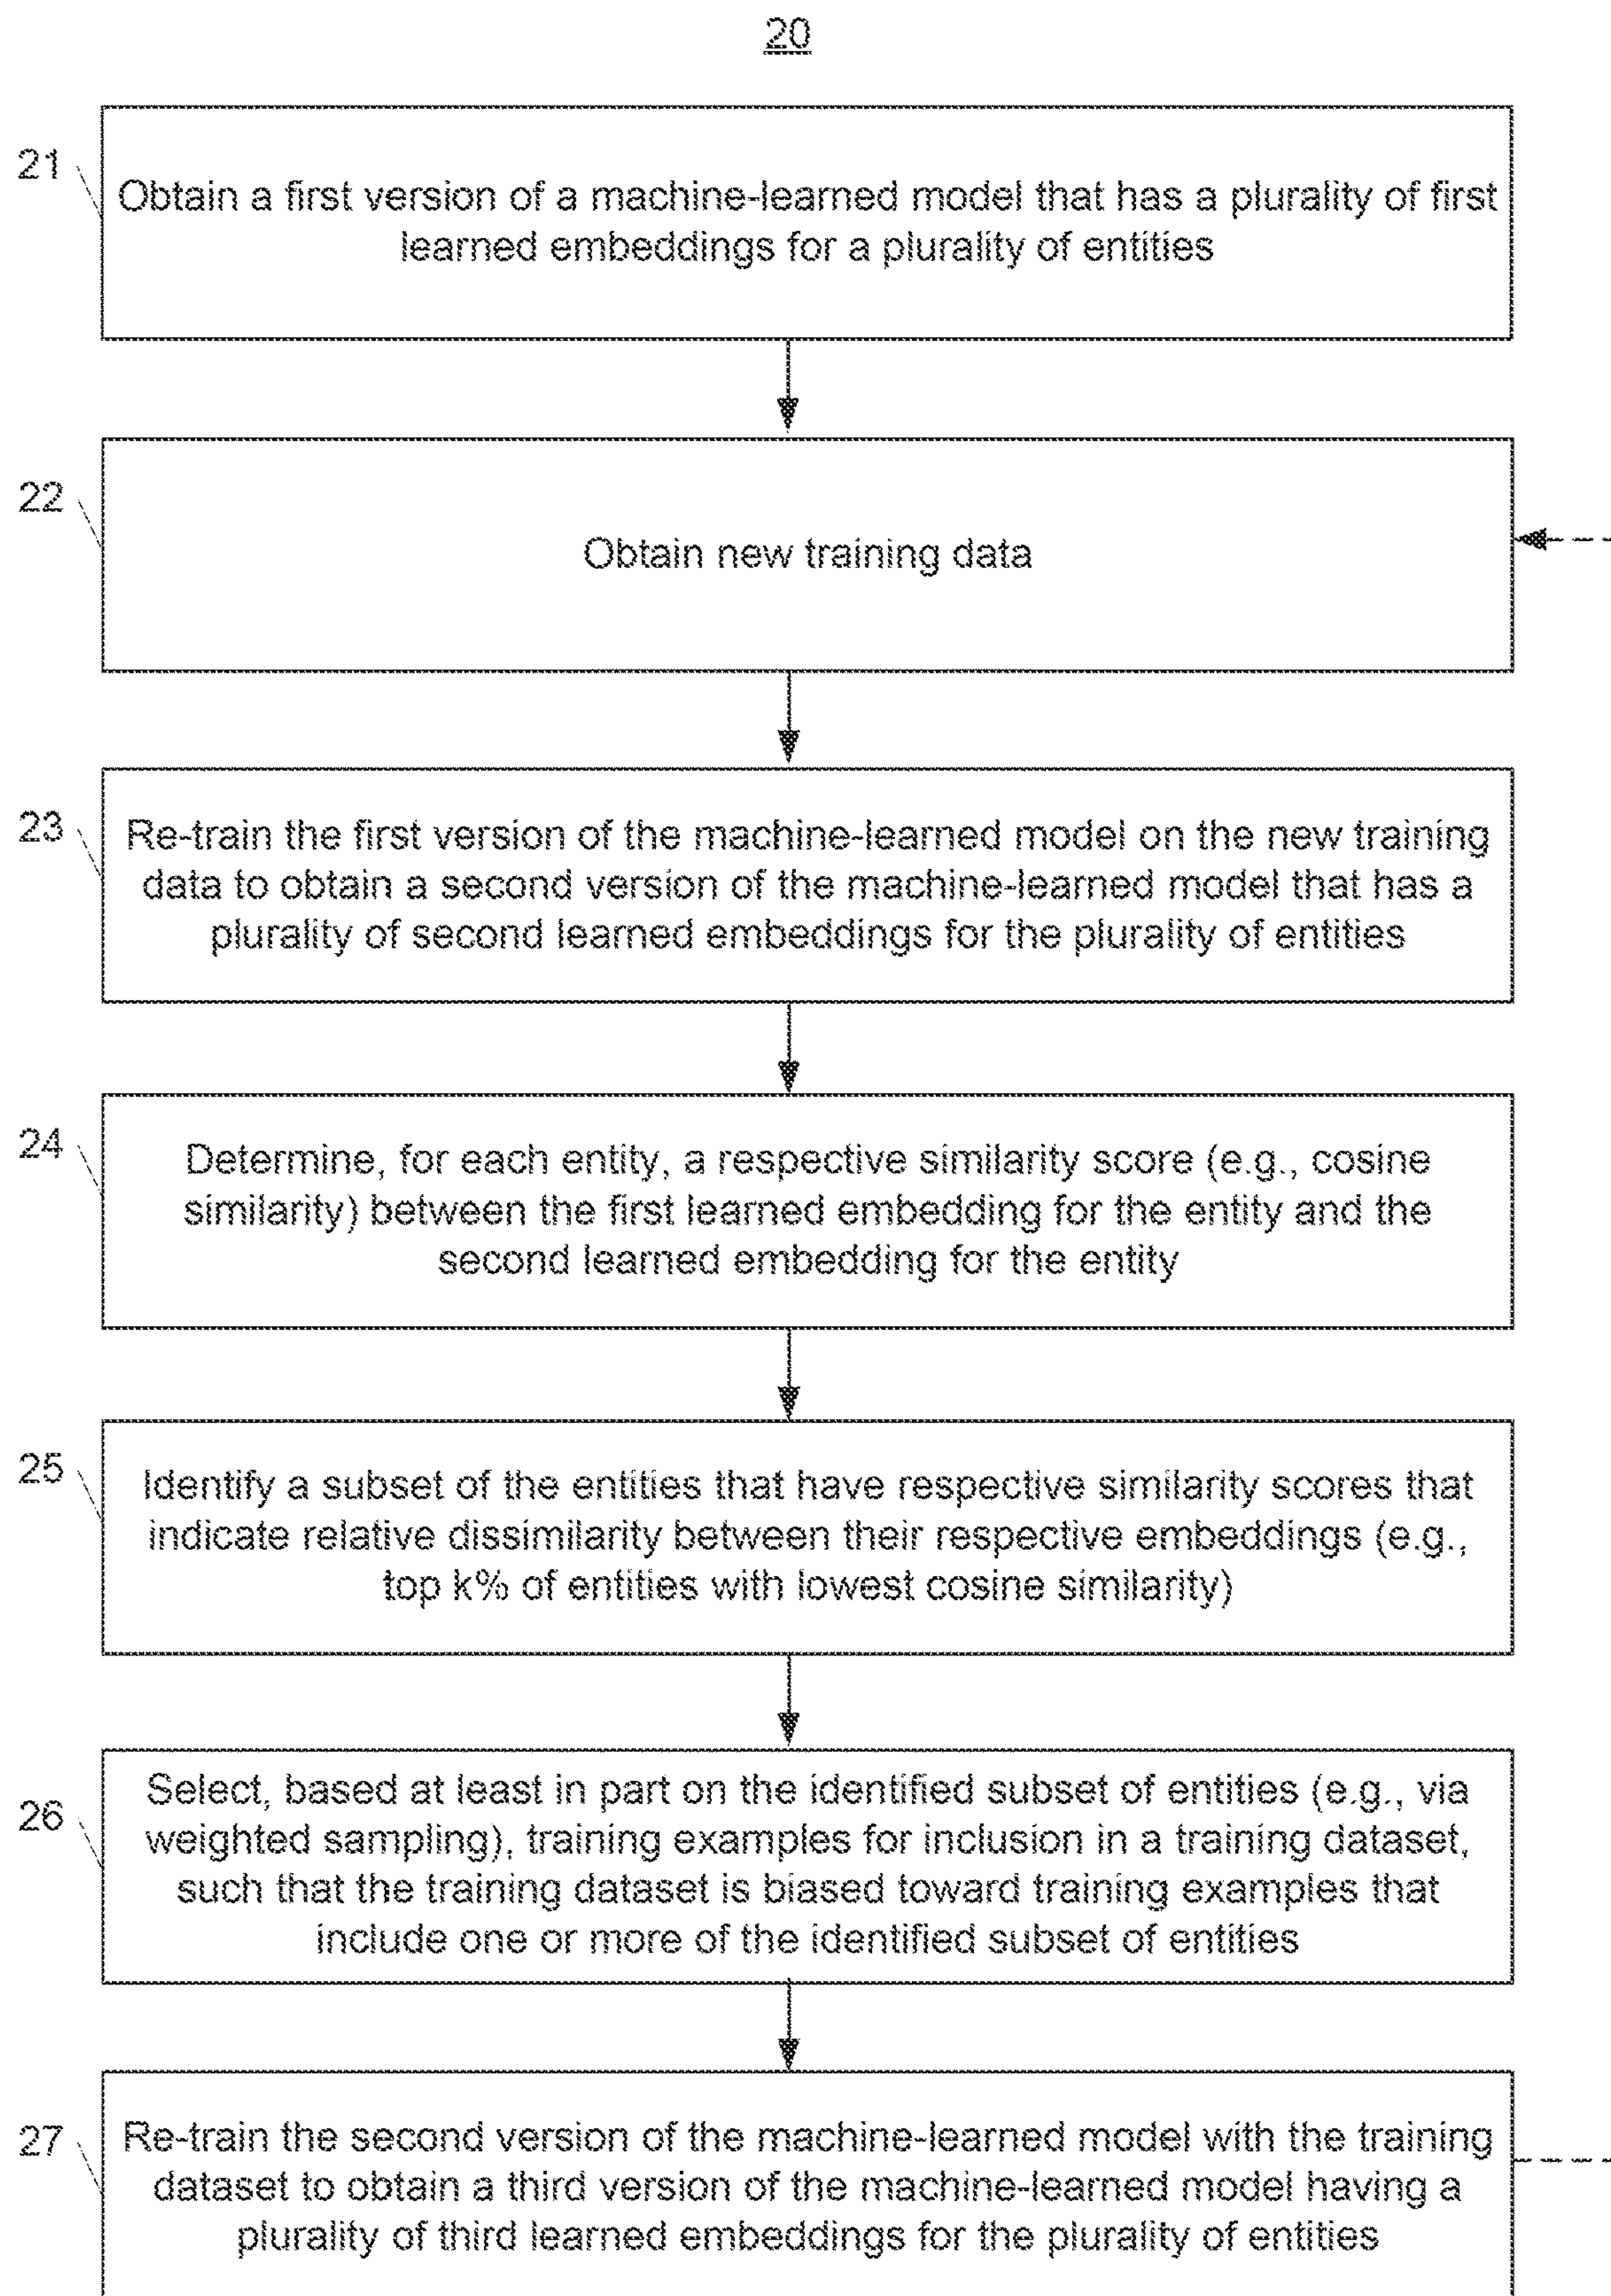 20
21
Obtain a first version of a machine-learned model that has a plurality of first
learned embeddings for a plurality of entities
22
Obtain new training data
23
Re-train the first version of the machine-learned model on the new training
data to obtain a second version of the machine-learned model that has a
plurality of second learned embeddings for the plurality of entities
24
Determine, for each entity, a respective similarity score (e.g., cosine
similarity) between the first learned embedding for the entity and the
second learned embedding for the entity
25
Identify a subset of the entities that have respective similarity scores that
indicate relative dissimilarity between their respective embeddings (e.g.,
top k% of entities with lowest cosine similarity)
26
Select, based at least in part on the identified subset of entities (e.g., via
weighted sampling), training examples for inclusion in a training dataset,
such that the training dataset is biased toward training examples that
include one or more of the identified subset of entities
27
Re-train the second version of the machine-learned model with the training
dataset to obtain a third version of the machine-learned model having a
plurality of third learned embeddings for the plurality of entities